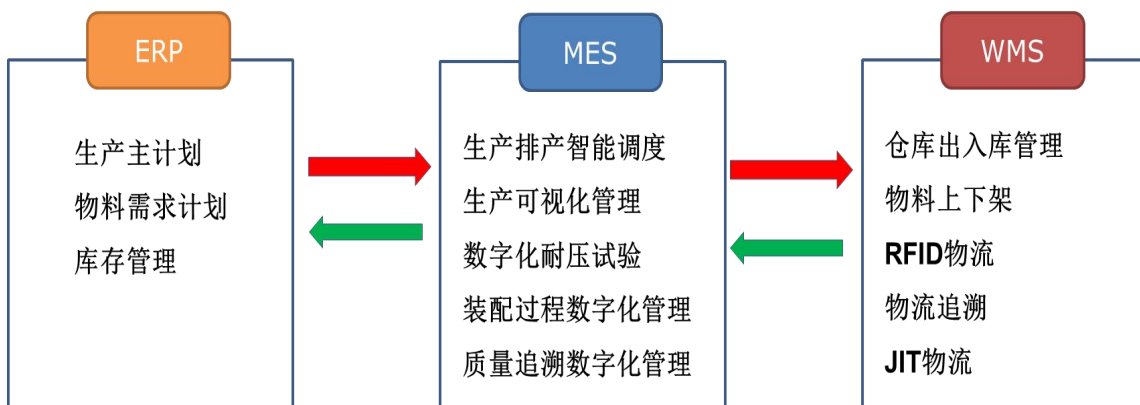 ERP
生产主计划
物料需求计划
库存管理
MES
生产排产智能调度
生产可视化管理
数字化耐压试验
装配过程数字化管理
质量追溯数字化管理
WMS
仓库出入库管理
物料上下架
RFID物流
物流追溯
JIT物流